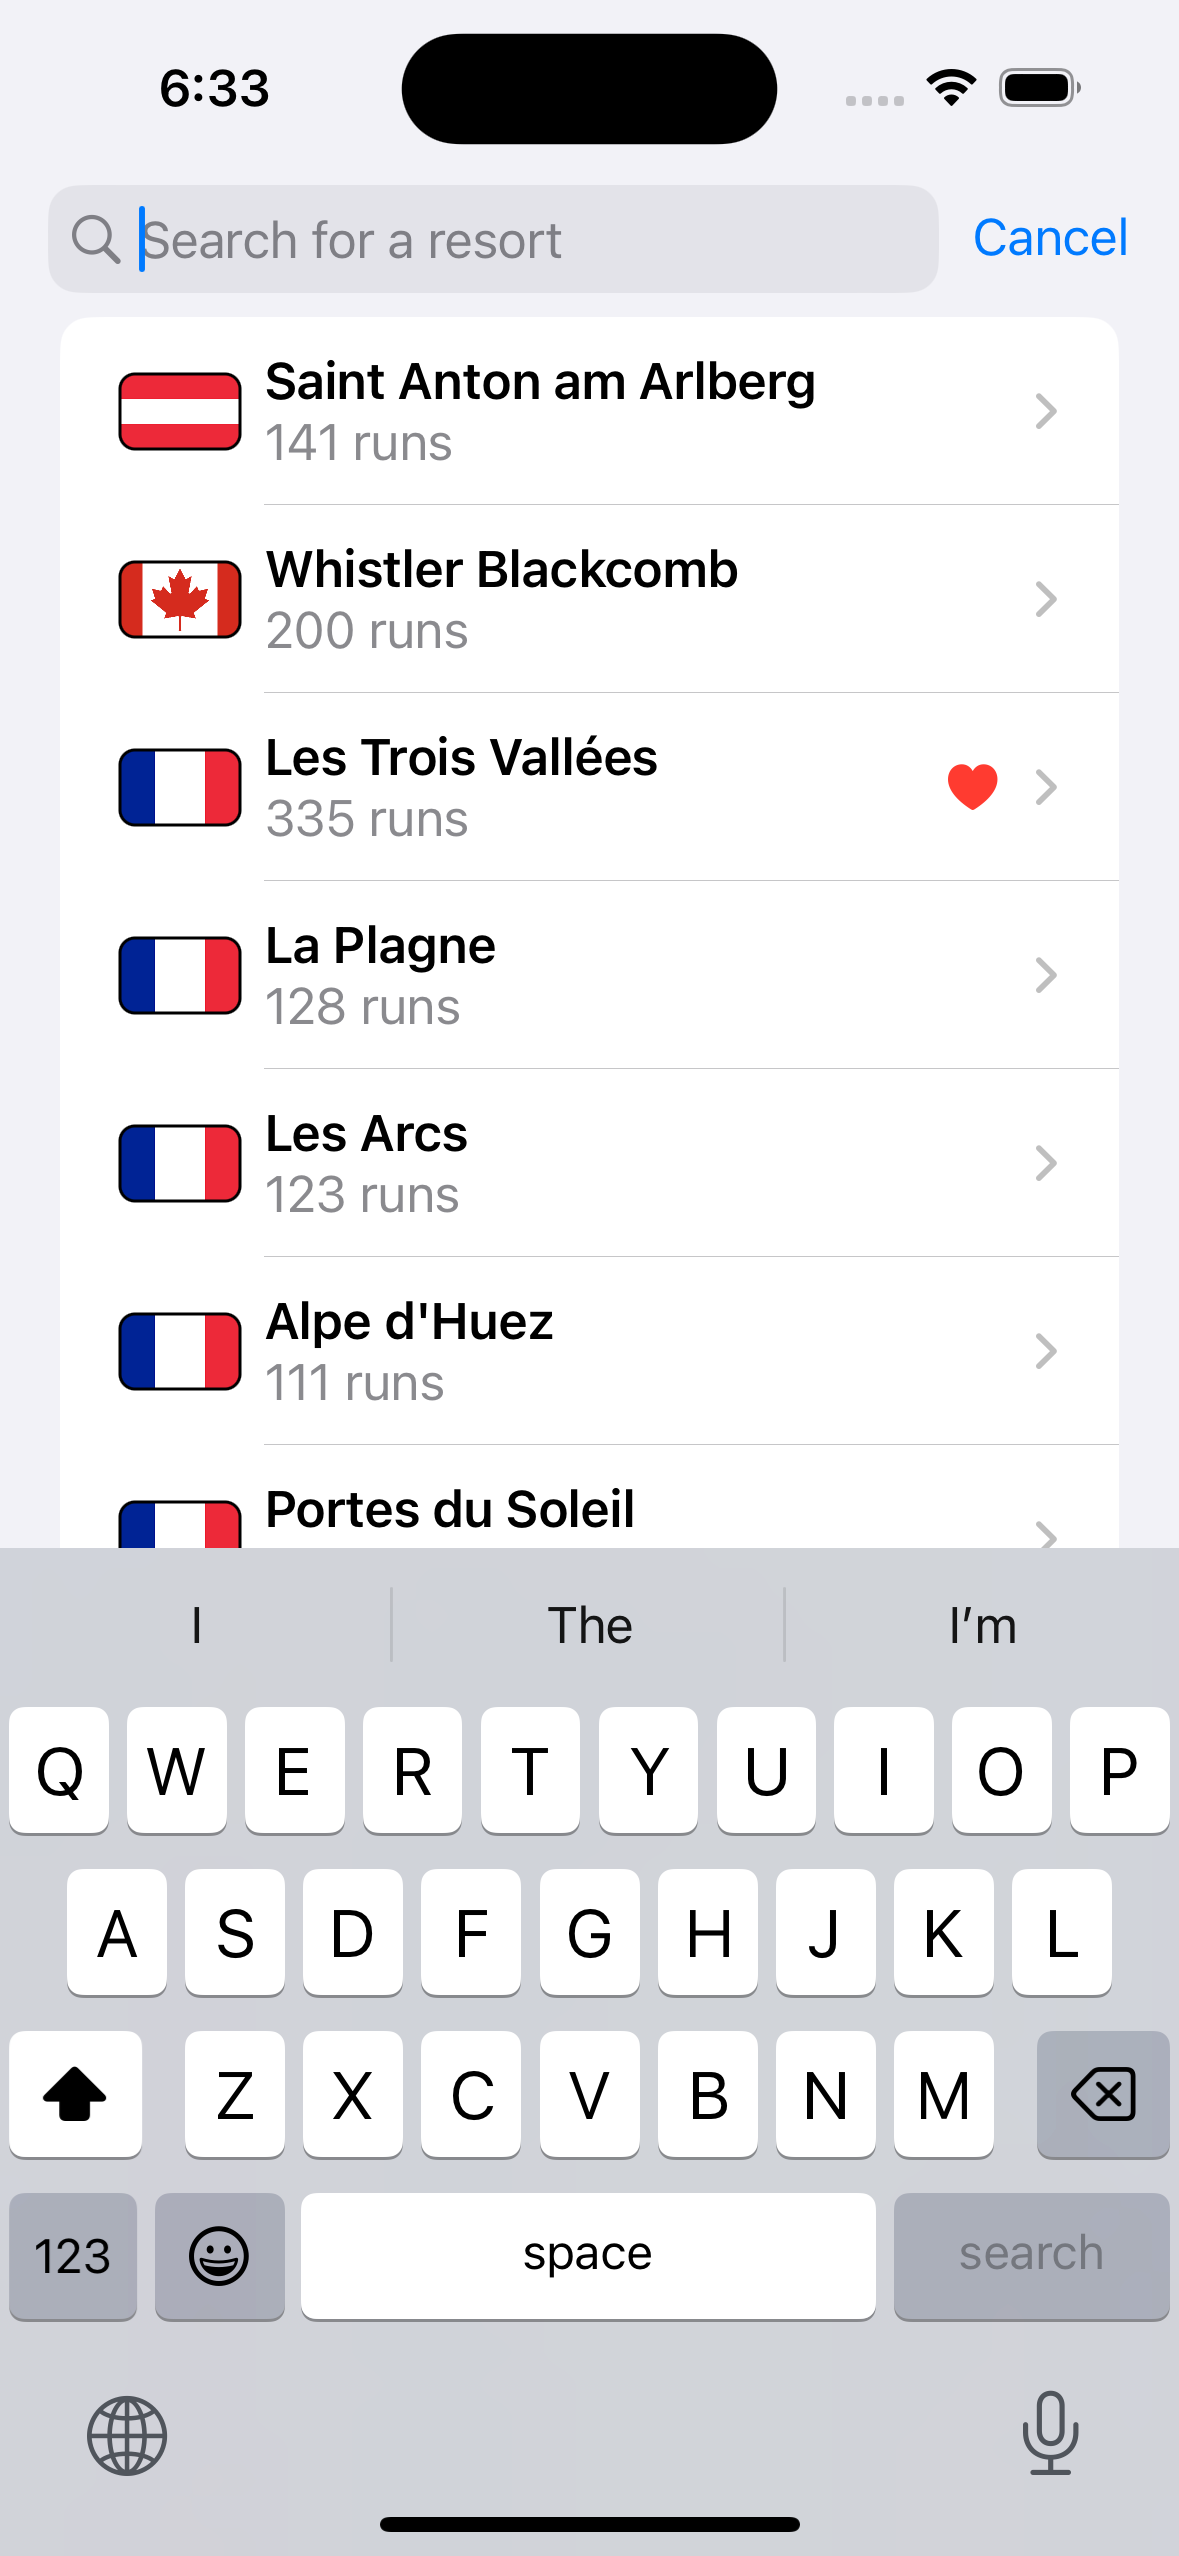 6:33
Search for a resort
Cancel
Saint Anton am Arlberg
141 runs
Whistler Blackcomb
200 runs
Les Trois Vallées
335 runs
La Plagne
128 runs
Les Arcs
123 runs
Alpe d'Huez
111 runs
Portes du Soleil
I The I’m
Q W E R T Y U I O P
A S D F G H J K L
Z X C V B N M
123 space search